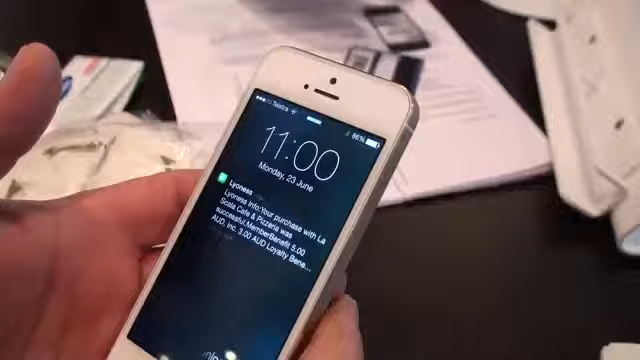 Telstra
86%
11:00
Monday, 23 June
Lyoness
Lyoness Info:Your purchase with La
Scala Cafe & Pizzeria was
successful.MemberBenefit 5.00
AUD, inc. 3.00 AUD Loyalty Bene...